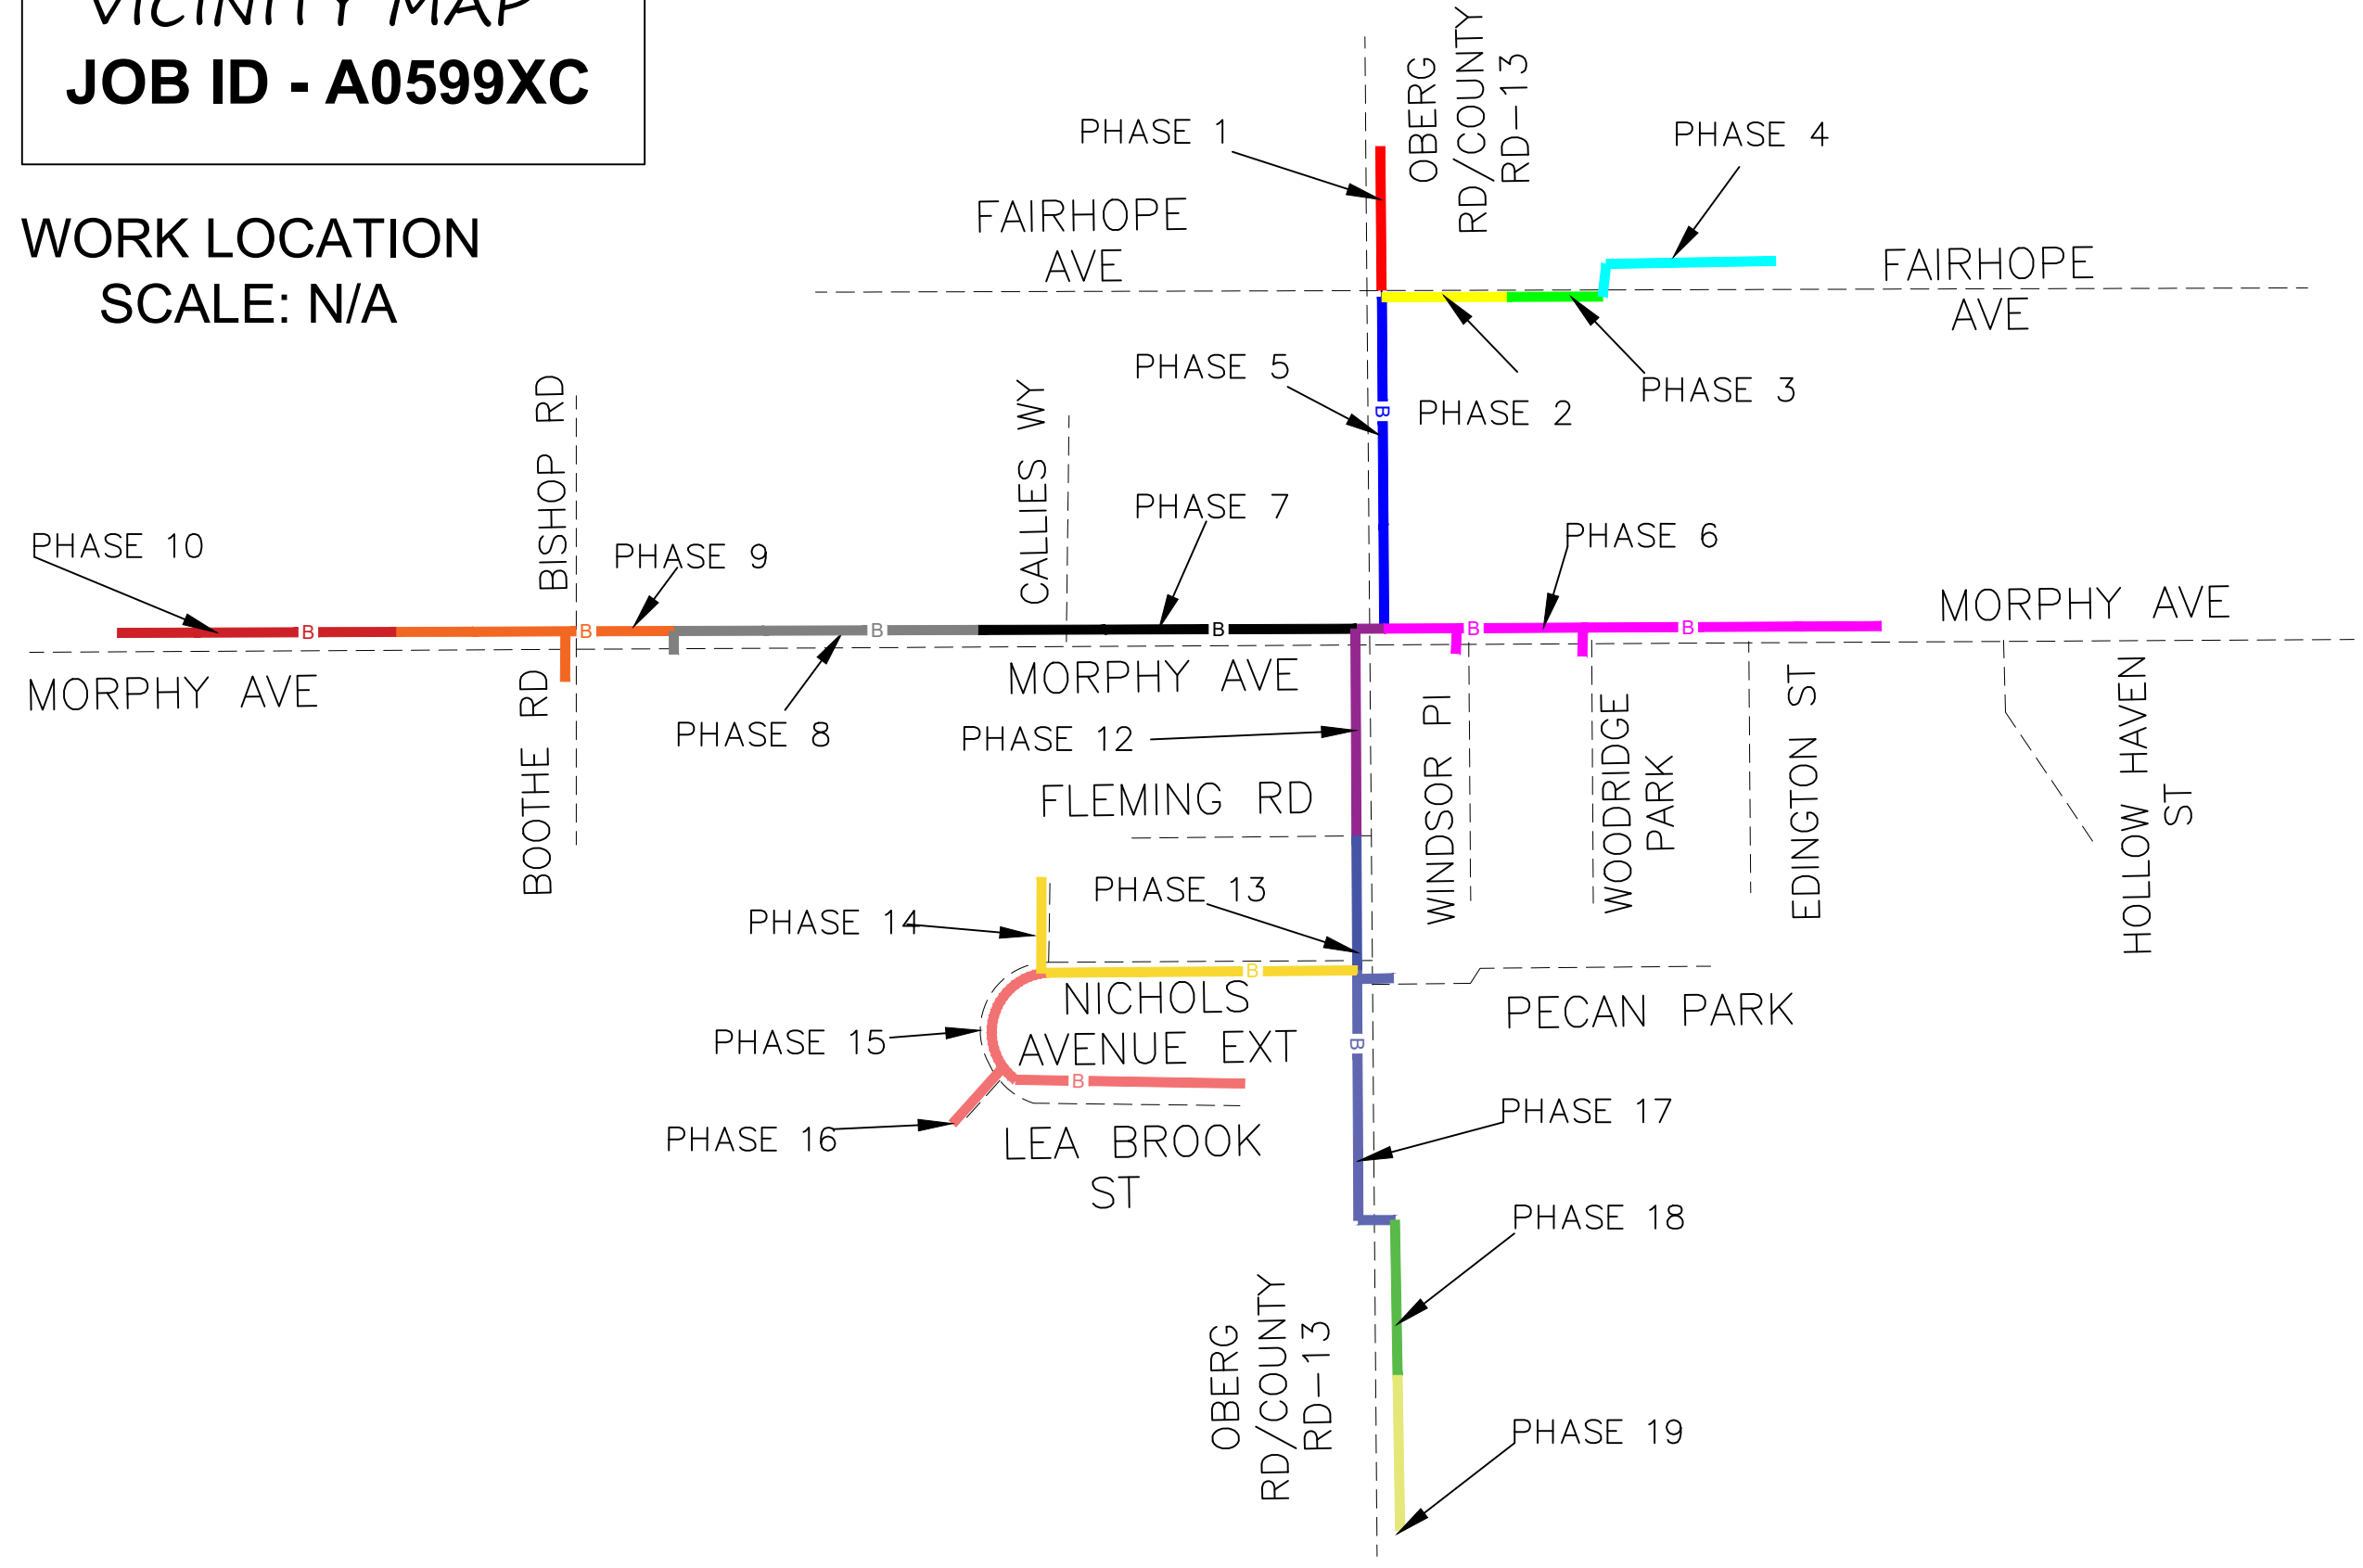 VICINITY MAP
JOB ID - A0599XC
WORK LOCATION
SCALE: N/A
OBERG
RD/COUNTY
RD-13
PHASE 1
PHASE 4
FAIRHOPE
AVE
FAIRHOPE
AVE
PHASE 5
PHASE 2
PHASE 3
B
BISHOP RD
CALLIES WY
PHASE 7
PHASE 10
PHASE 9
PHASE 6
MORPHY AVE
B
B
B
B
B
B
MORPHY AVE
MORPHY AVE
PHASE 8
PHASE 12
BOOTHE RD
FLEMING RD
WINDSOR Pl
WOODRIDGE
PARK
EDINGTON ST
HOLLOW HAVEN
ST
PHASE 13
PHASE 14
B
NICHOLS
AVENUE EXT
PECAN PARK
PHASE 15
B
B
PHASE 16
LEA BROOK
ST
PHASE 17
PHASE 18
OBERG
RD/COUNTY
RD-13
PHASE 19